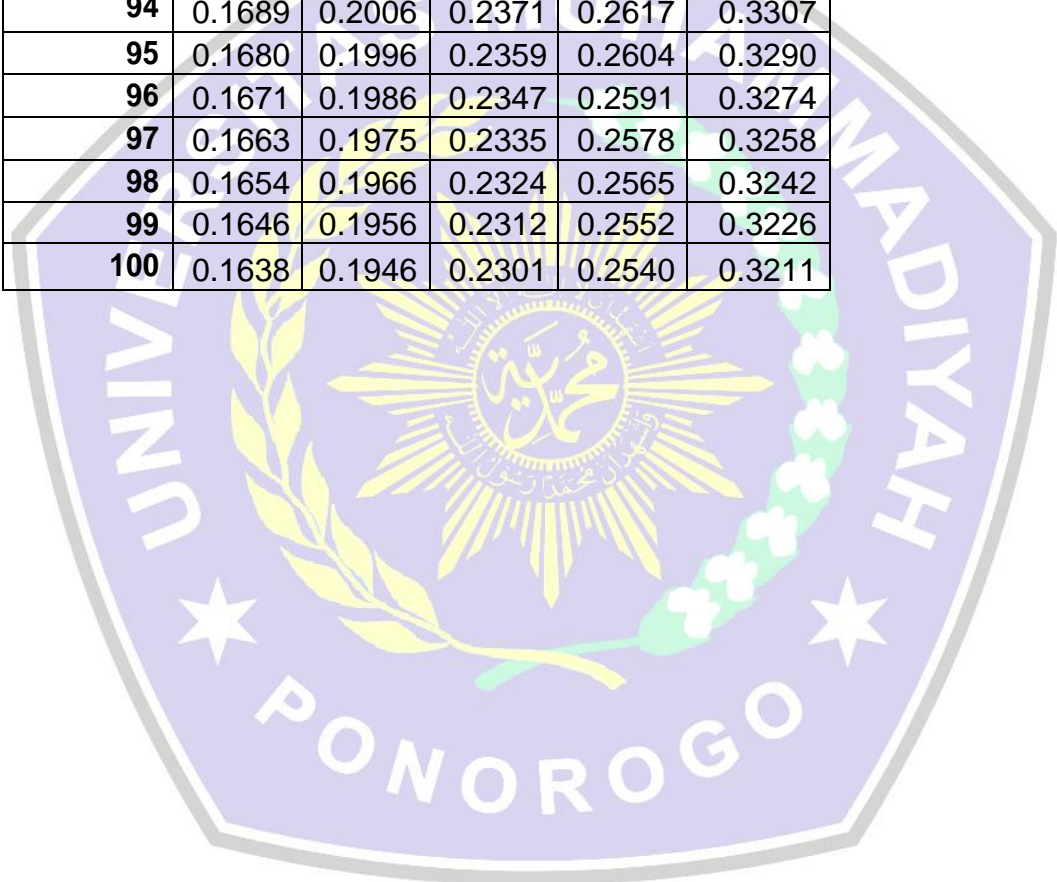 94 0.1689 0.2006 0.2371 0.2617 0.3307
95 0.1680 0.1996 0.2359 0.2604 0.3290
96 0.1671 0.1986 0.2347 0.2591 0.3274
97 0.1663 0.1975 0.2335 0.2578 0.3258
98 0.1654 0.1966 0.2324 0.2565 0.3242
99 0.1646 0.1956 0.2312 0.2552 0.3226
100 0.1638 0.1946 0.2301 0.2540 0.3211
UNIVERSITAS MUHAMMADIYAH
محمدية
PONOROGO